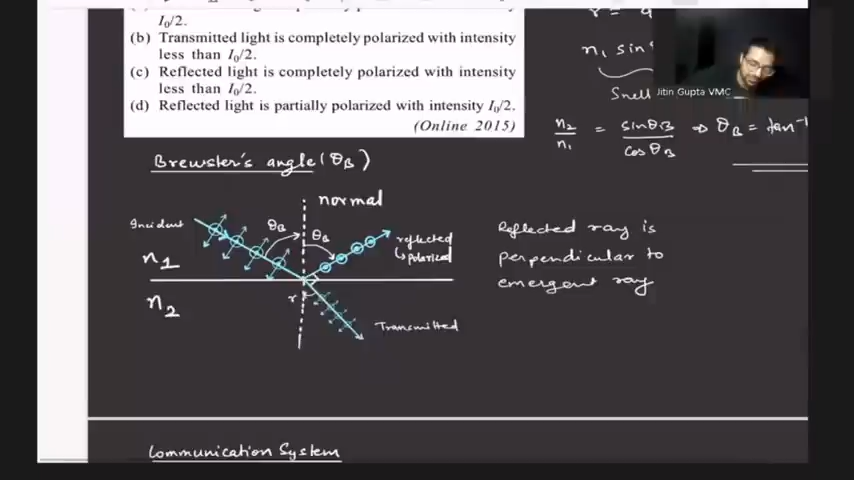 I₀/2.
(b) Transmitted light is completely polarized with intensity
less than I₀/2.
(c) Reflected light is completely polarized with intensity
less than I₀/2.
(d) Reflected light is partially polarized with intensity I₀/2.
(Online 2015)
n₁ sin
Snell
Jitin Gupta VMC
n₂/n₁ = sinθB/cosθB ⇒ θB = tan⁻¹
Brewster's angle (θB)
normal
Incident
θB
θB
reflected
↳ polarized
n₁
n₂
r
Transmitted
Reflected ray is
perpendicular to
emergent ray
Communication System